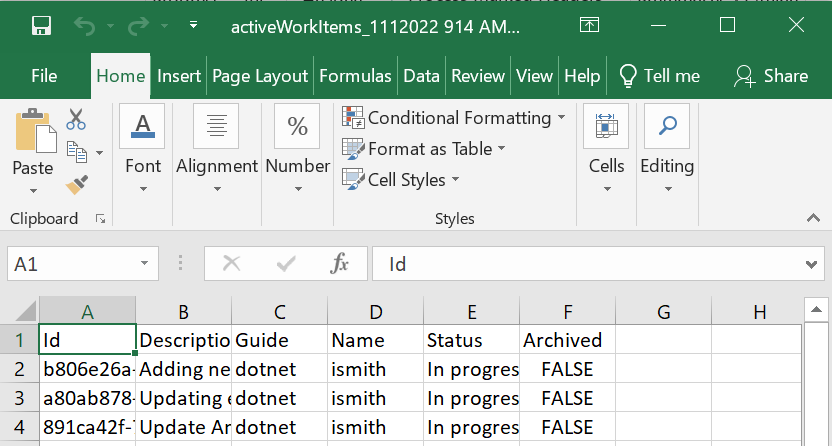 activeWorkItems_1112022 914 AM...
File Home Insert Page Layout Formulas Data Review View Help Tell me Share
Conditional Formatting
Format as Table
Cell Styles
Paste Font Alignment Number Cells Editing
Clipboard Styles
A1 fx Id
A B C D E F G H
1 Id Descriptio Guide Name Status Archived
2 b806e26a- Adding ne dotnet ismith In progres FALSE
3 a80ab878- Updating e dotnet ismith In progres FALSE
4 891ca42f-7 Update Ar dotnet ismith In progres FALSE